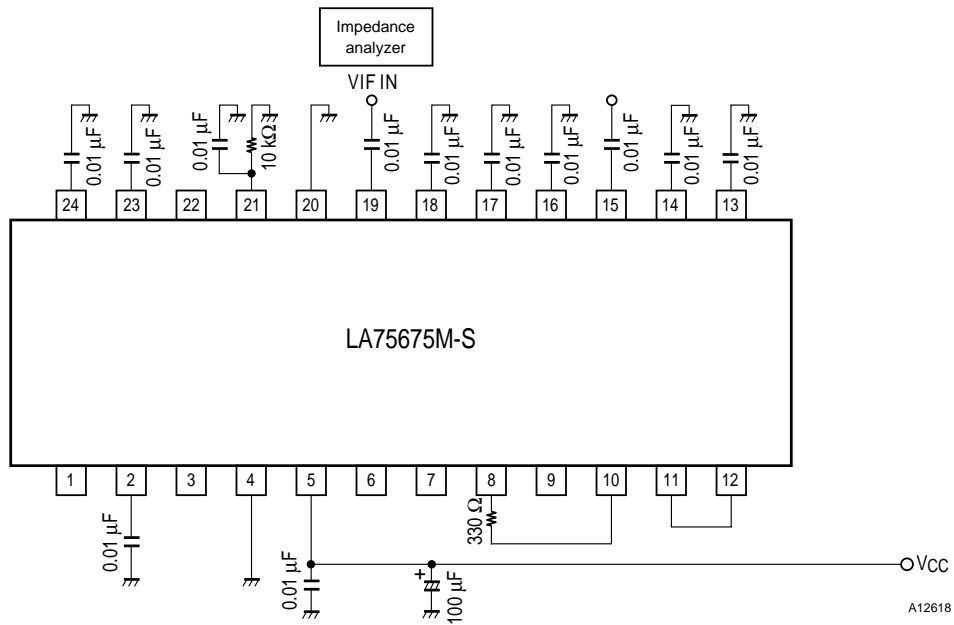 Impedance
analyzer
VIF IN
0.01 µF
0.01 µF
0.01 µF
10 kΩ
0.01 µF
0.01 µF
0.01 µF
0.01 µF
0.01 µF
0.01 µF
0.01 µF
24 23 22 21 20 19 18 17 16 15 14 13
LA75675M-S
1 2 3 4 5 6 7 8 9 10 11 12
0.01 µF
330 Ω
0.01 µF
+
100 µF
VCC
A12618